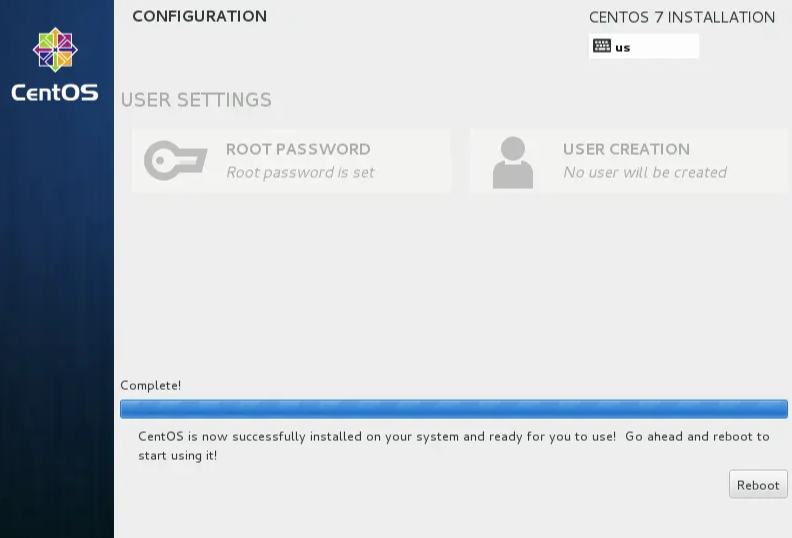 CONFIGURATION
CENTOS 7 INSTALLATION
us
CentOS
USER SETTINGS
ROOT PASSWORD
Root password is set
USER CREATION
No user will be created
Complete!
CentOS is now successfully installed on your system and ready for you to use! Go ahead and reboot to
start using it!
Reboot